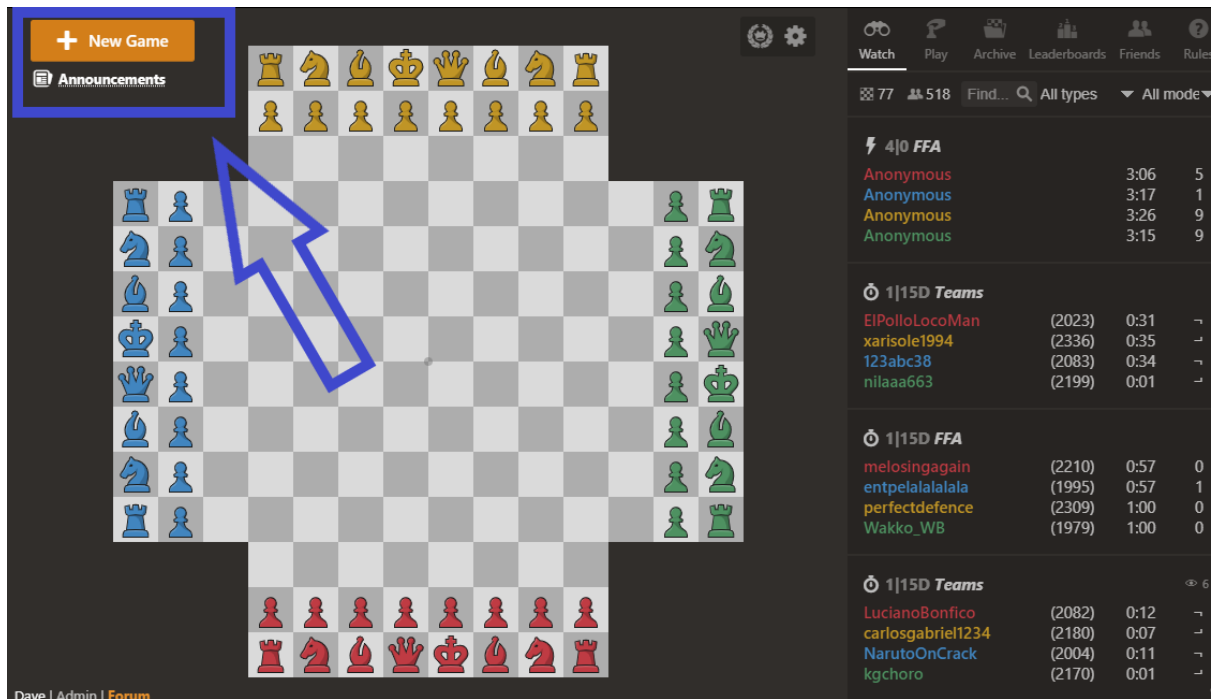 New Game
Announcements
Watch Play Archive Leaderboards Friends Rules
77 518 Find... All types All mode
4|0 FFA
Anonymous 3:06 5
Anonymous 3:17 1
Anonymous 3:26 9
Anonymous 3:15 9
1|15D Teams
ElPolloLocoMan (2023) 0:31
xarisole1994 (2336) 0:35
123abc38 (2083) 0:34
nilaaa663 (2199) 0:01
1|15D FFA
melosingagain (2210) 0:57 0
entpelalalalala (1995) 0:57 1
perfectdefence (2309) 1:00 0
Wakko_WB (1979) 1:00 0
1|15D Teams 6
LucianoBonfico (2082) 0:12
carlosgabriel1234 (2180) 0:07
NarutoOnCrack (2004) 0:11
kgchoro (2170) 0:01
Dave | Admin | Forum